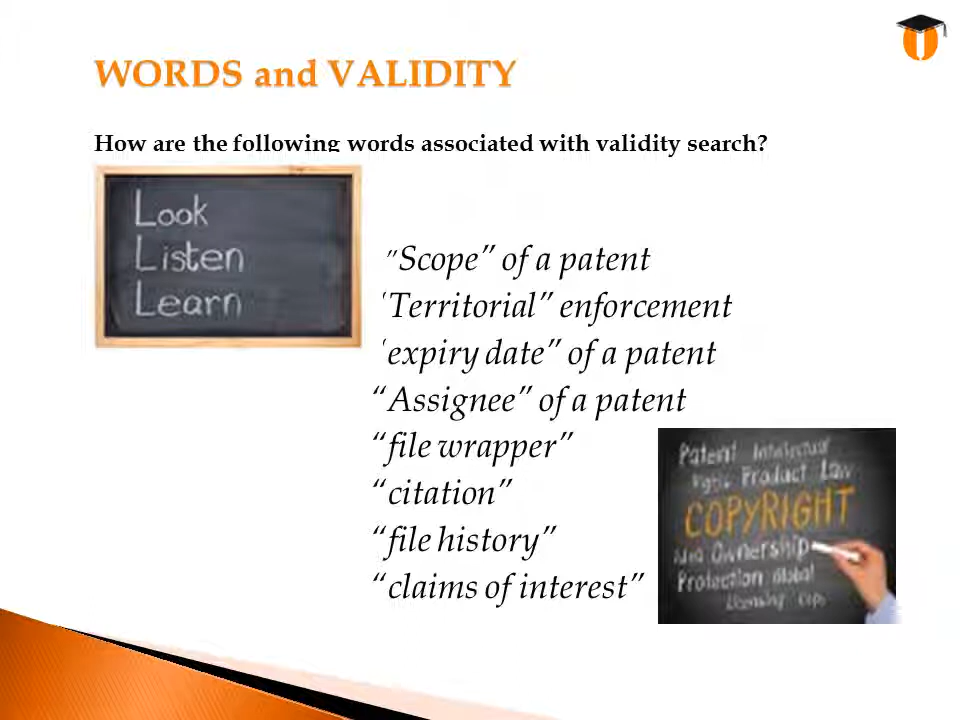 WORDS and VALIDITY
How are the following words associated with validity search?
Look
Listen
Learn
”Scope” of a patent
‘Territorial” enforcement
‘expiry date” of a patent
“Assignee” of a patent
“file wrapper”
“citation”
“file history”
“claims of interest”
Patent Intellectual
Product Law
COPYRIGHT
Ownership
Protection Global
Licensing